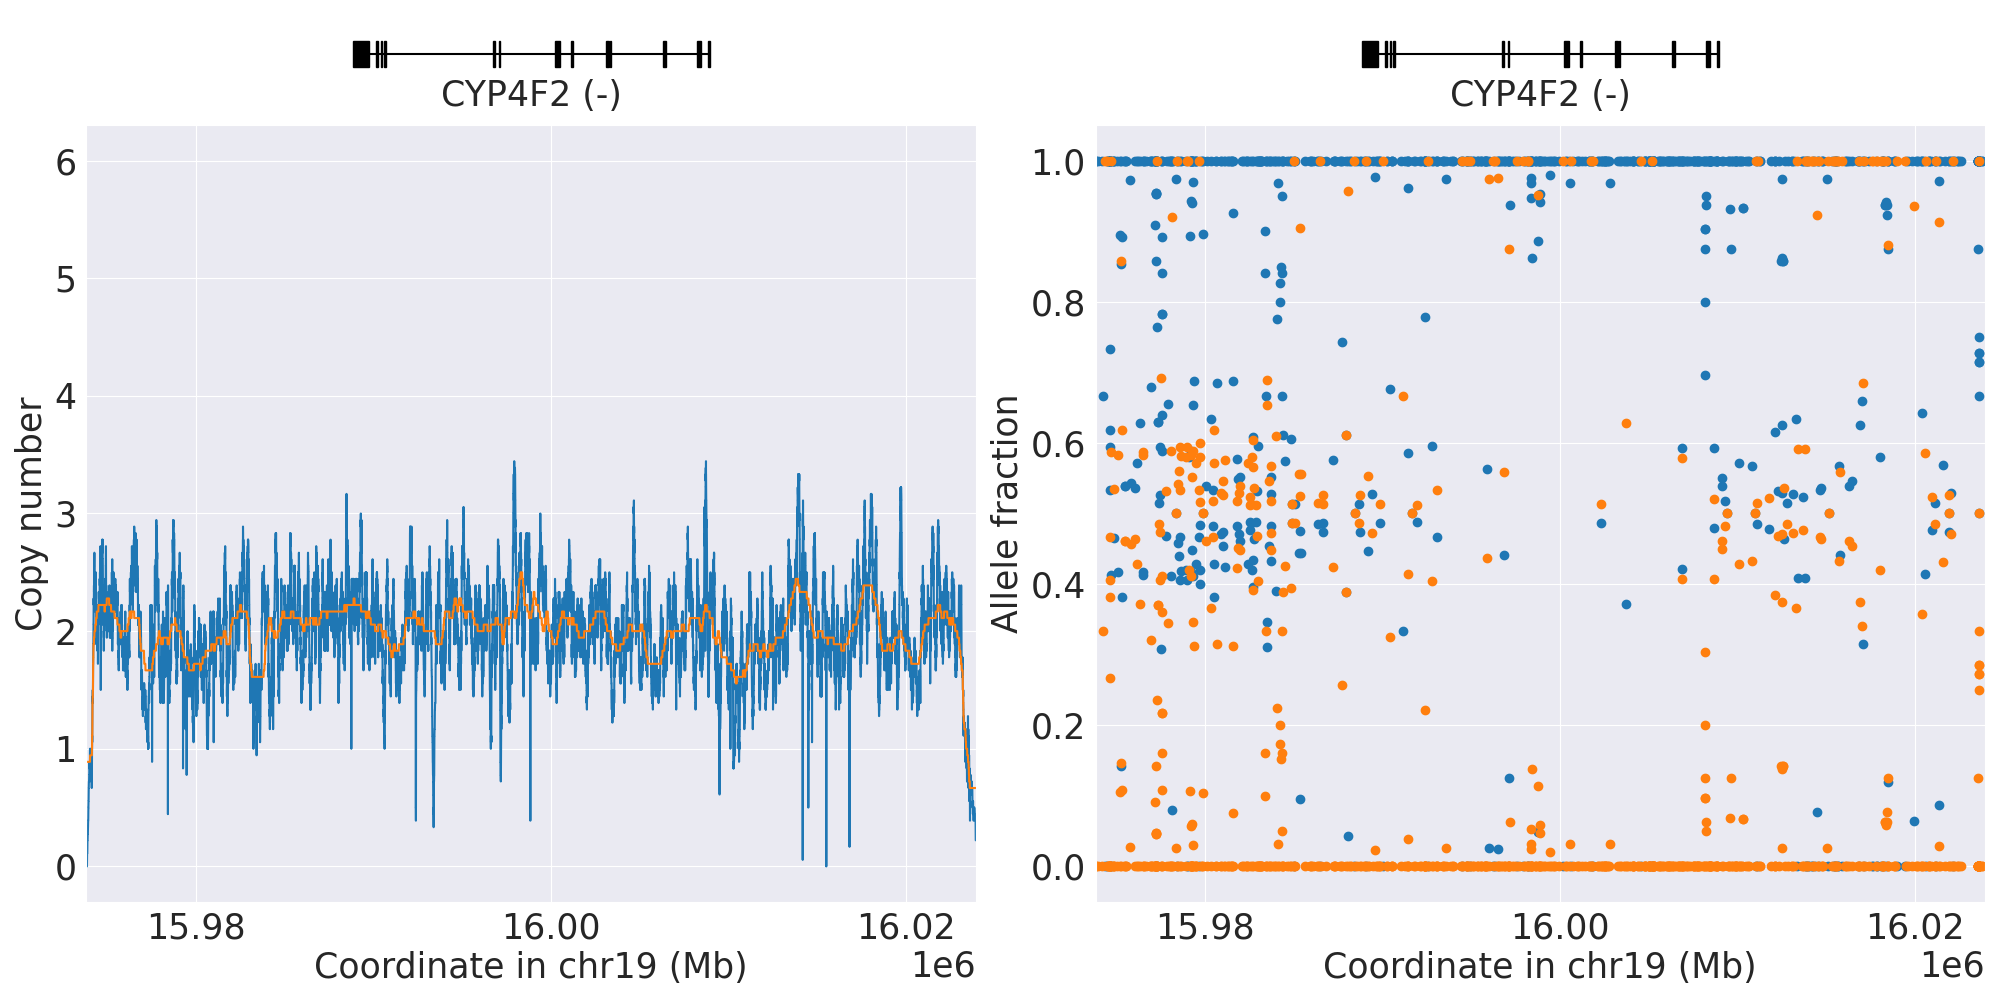 CYP4F2 (-)
6
5
4
3
2
1
0
Copy number
15.98
16.00
16.02
Coordinate in chr19 (Mb)
1e6
CYP4F2 (-)
1.0
0.8
0.6
0.4
0.2
0.0
Allele fraction
15.98
16.00
16.02
Coordinate in chr19 (Mb)
1e6